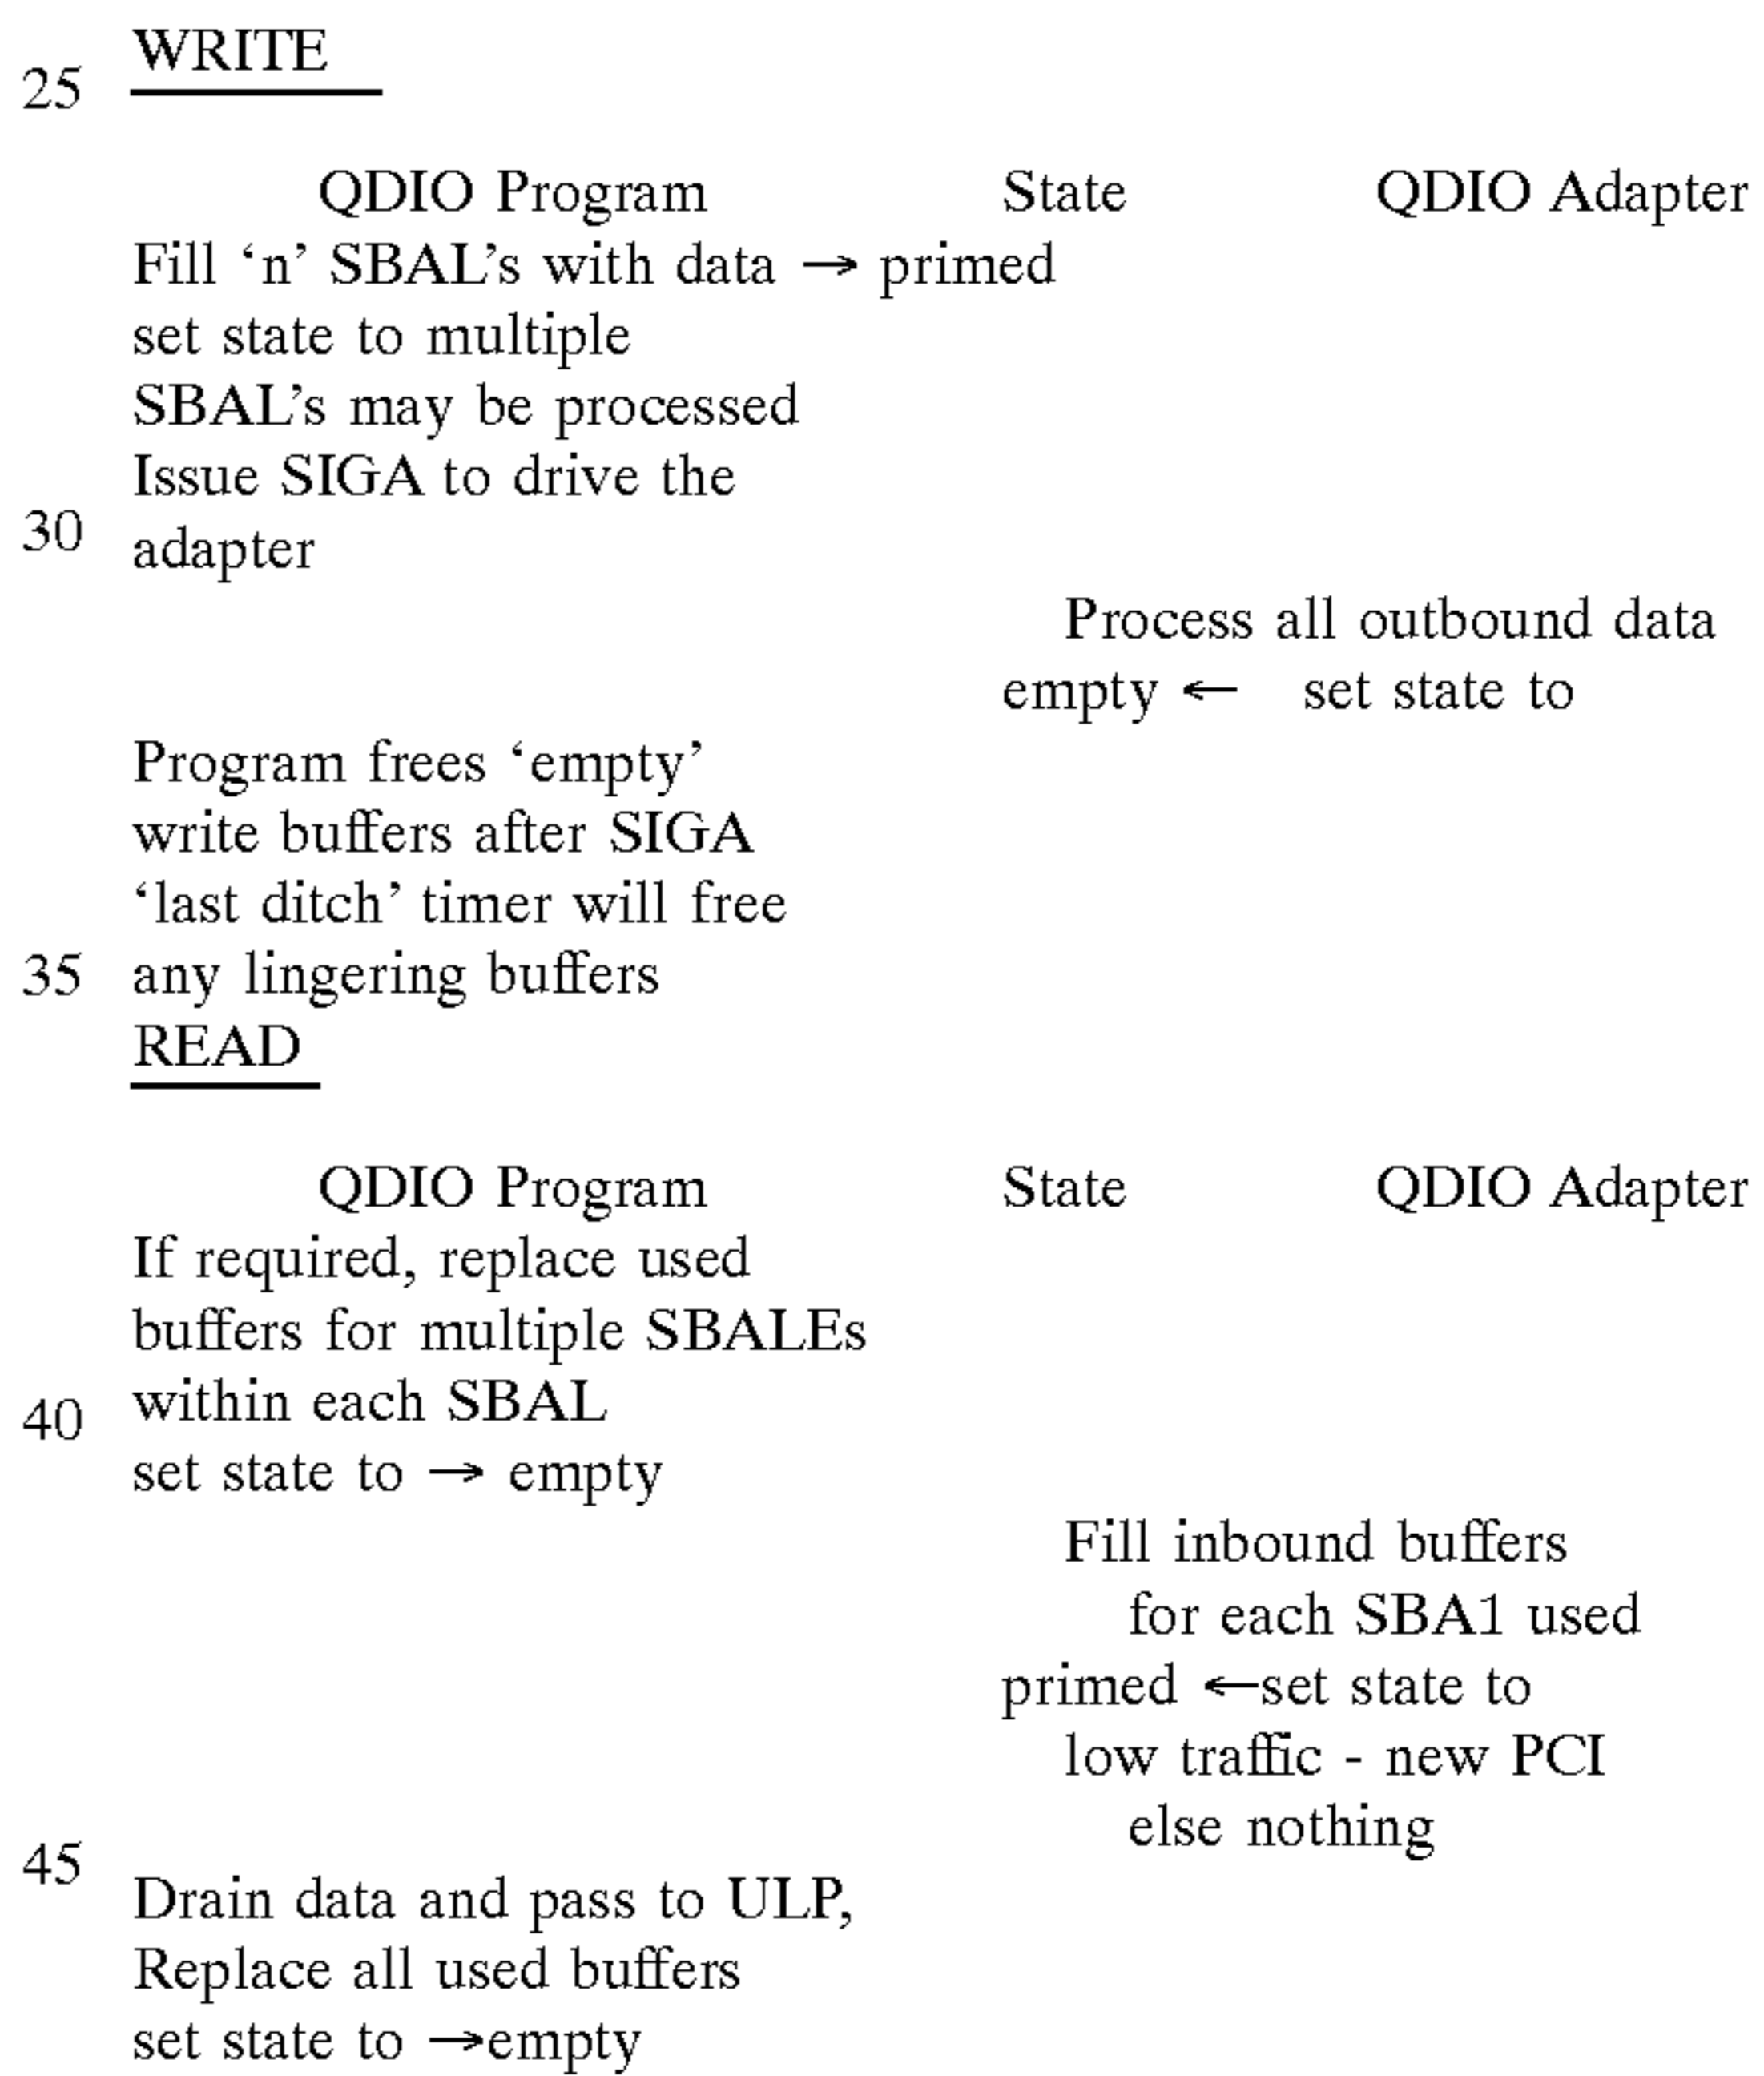 WRITE
25
QDIO Program State QDIO Adapter
Fill ‘n’ SBAL’s with data → primed
set state to multiple
SBAL’s may be processed
Issue SIGA to drive the
30
adapter
Process all outbound data
empty ← set state to
Program frees ‘empty’
write buffers after SIGA
‘last ditch’ timer will free
35 any lingering buffers
READ
QDIO Program State QDIO Adapter
If required, replace used
buffers for multiple SBALEs
40 within each SBAL
set state to → empty
Fill inbound buffers
for each SBA1 used
primed ←set state to
low traffic - new PCI
else nothing
45
Drain data and pass to ULP,
Replace all used buffers
set state to →empty